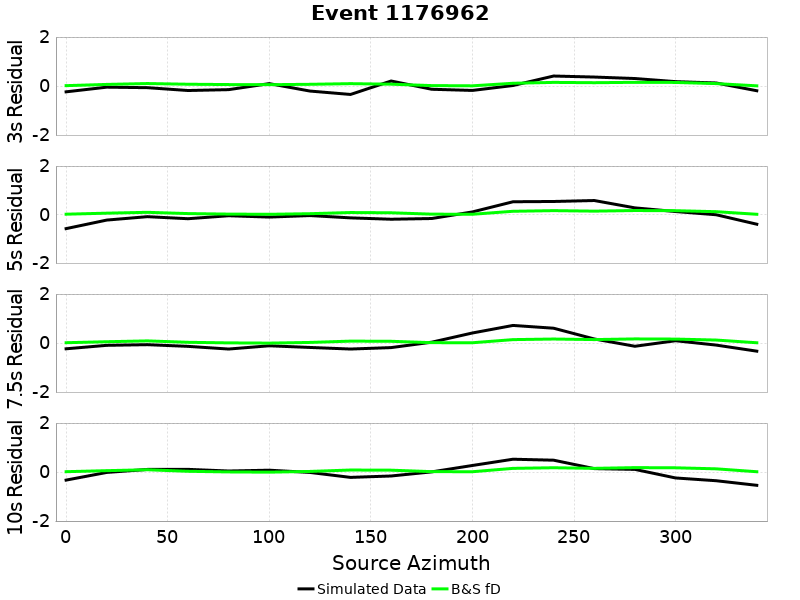 Event 1176962
3s Residual
2
0
-2
5s Residual
2
0
-2
7.5s Residual
2
0
-2
10s Residual
2
0
-2
0 50 100 150 200 250 300
Source Azimuth
Simulated Data B&S fD